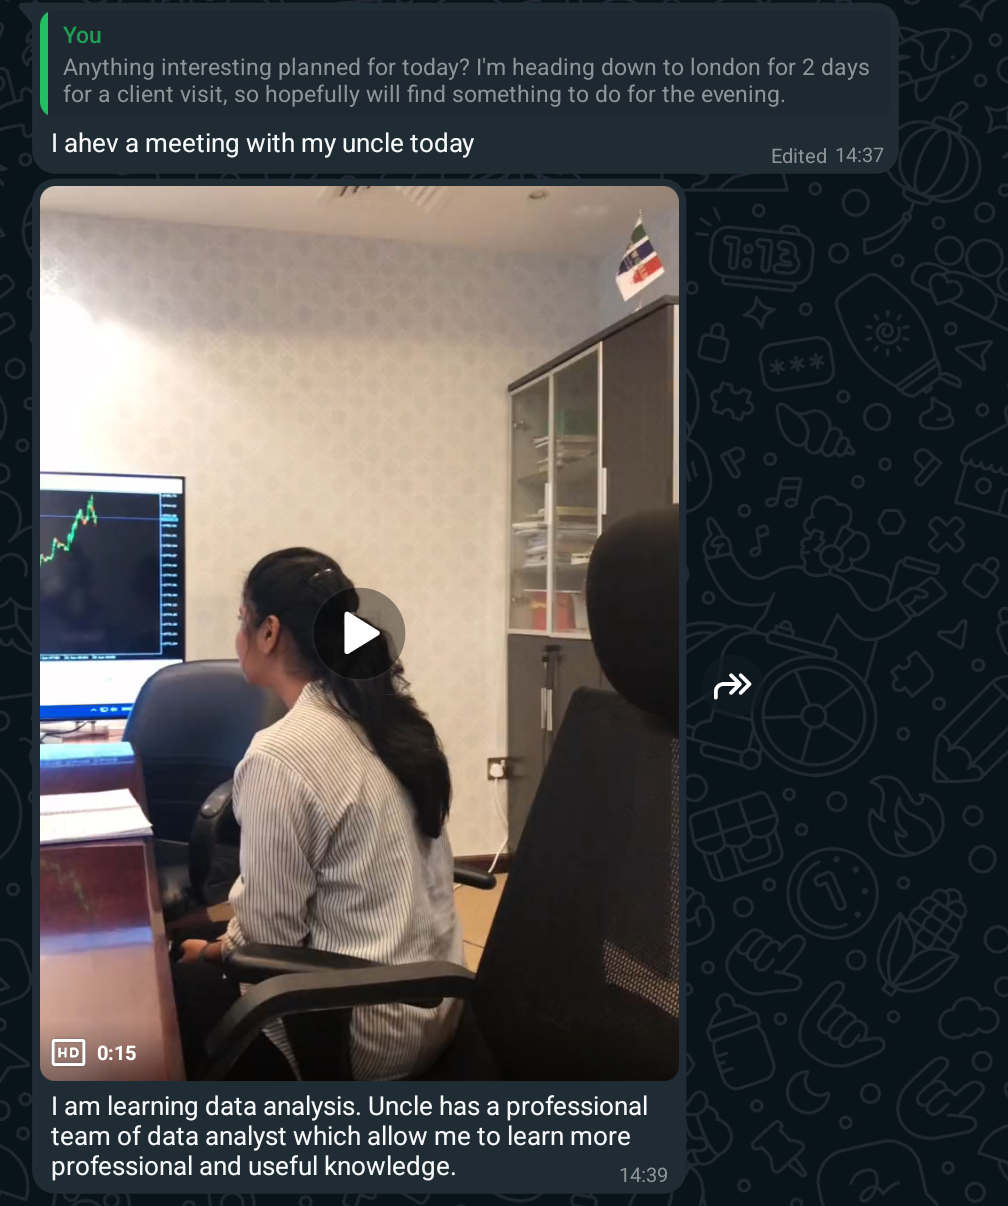 You
Anything interesting planned for today? I'm heading down to london for 2 days
for a client visit, so hopefully will find something to do for the evening.
I ahev a meeting with my uncle today
Edited 14:37
1:13
***
HD 0:15
I am learning data analysis. Uncle has a professional
team of data analyst which allow me to learn more
professional and useful knowledge.
14:39